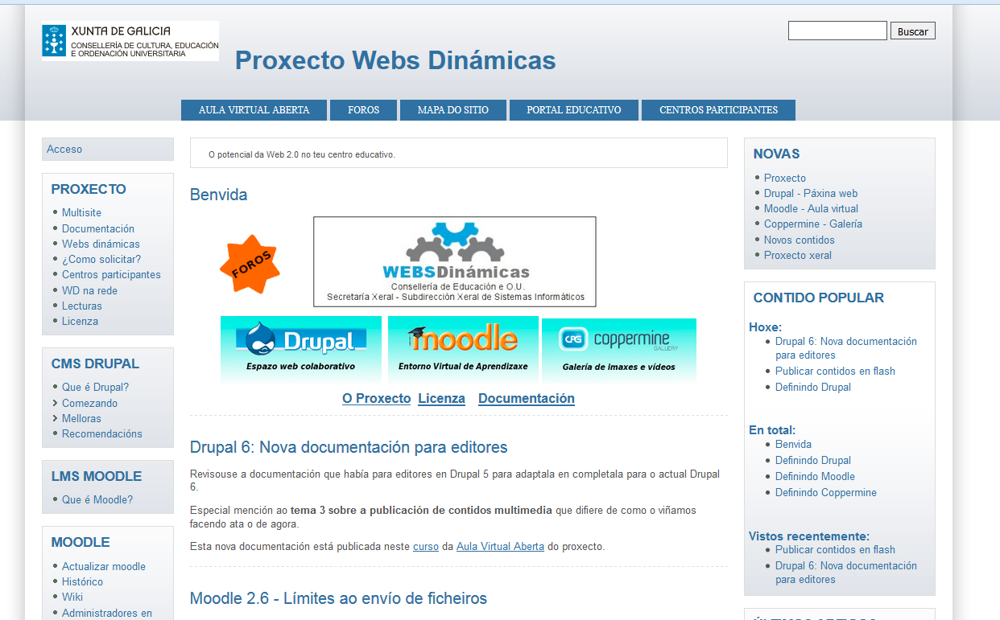 XUNTA DE GALICIA
CONSELLERÍA DE CULTURA, EDUCACIÓN
E ORDENACIÓN UNIVERSITARIA
Proxecto Webs Dinámicas
Buscar
AULA VIRTUAL ABERTA
FOROS
MAPA DO SITIO
PORTAL EDUCATIVO
CENTROS PARTICIPANTES
Acceso
PROXECTO
Multisite
Documentación
Webs dinámicas
¿Como solicitar?
Centros participantes
WD na rede
Lecturas
Licenza
CMS DRUPAL
Que é Drupal?
Comezando
Melloras
Recomendacións
LMS MOODLE
Que é Moodle?
MOODLE
Actualizar moodle
Histórico
Wiki
Administradores en
O potencial da Web 2.0 no teu centro educativo.
Benvida
FOROS
WEBSDinámicas
Consellería de Educación e O.U.
Secretaría Xeral - Subdirección Xeral de Sistemas Informáticos
Drupal
Espazo web colaborativo
moodle
Entorno Virtual de Aprendizaxe
CPG coppermine
GALLERY
Galería de imaxes e vídeos
O Proxecto Licenza Documentación
Drupal 6: Nova documentación para editores
Revisouse a documentación que había para editores en Drupal 5 para adaptala en completala para o actual Drupal
6.
Especial mención ao tema 3 sobre a publicación de contidos multimedia que difiere de como o viñamos
facendo ata o de agora.
Esta nova documentación está publicada neste curso da Aula Virtual Aberta do proxecto.
Moodle 2.6 - Límites ao envío de ficheiros
NOVAS
Proxecto
Drupal - Páxina web
Moodle - Aula virtual
Coppermine - Galería
Novos contidos
Proxecto xeral
CONTIDO POPULAR
Hoxe:
Drupal 6: Nova documentación
para editores
Publicar contidos en flash
Definindo Drupal
En total:
Benvida
Definindo Drupal
Definindo Moodle
Definindo Coppermine
Vistos recentemente:
Publicar contidos en flash
Drupal 6: Nova documentación
para editores